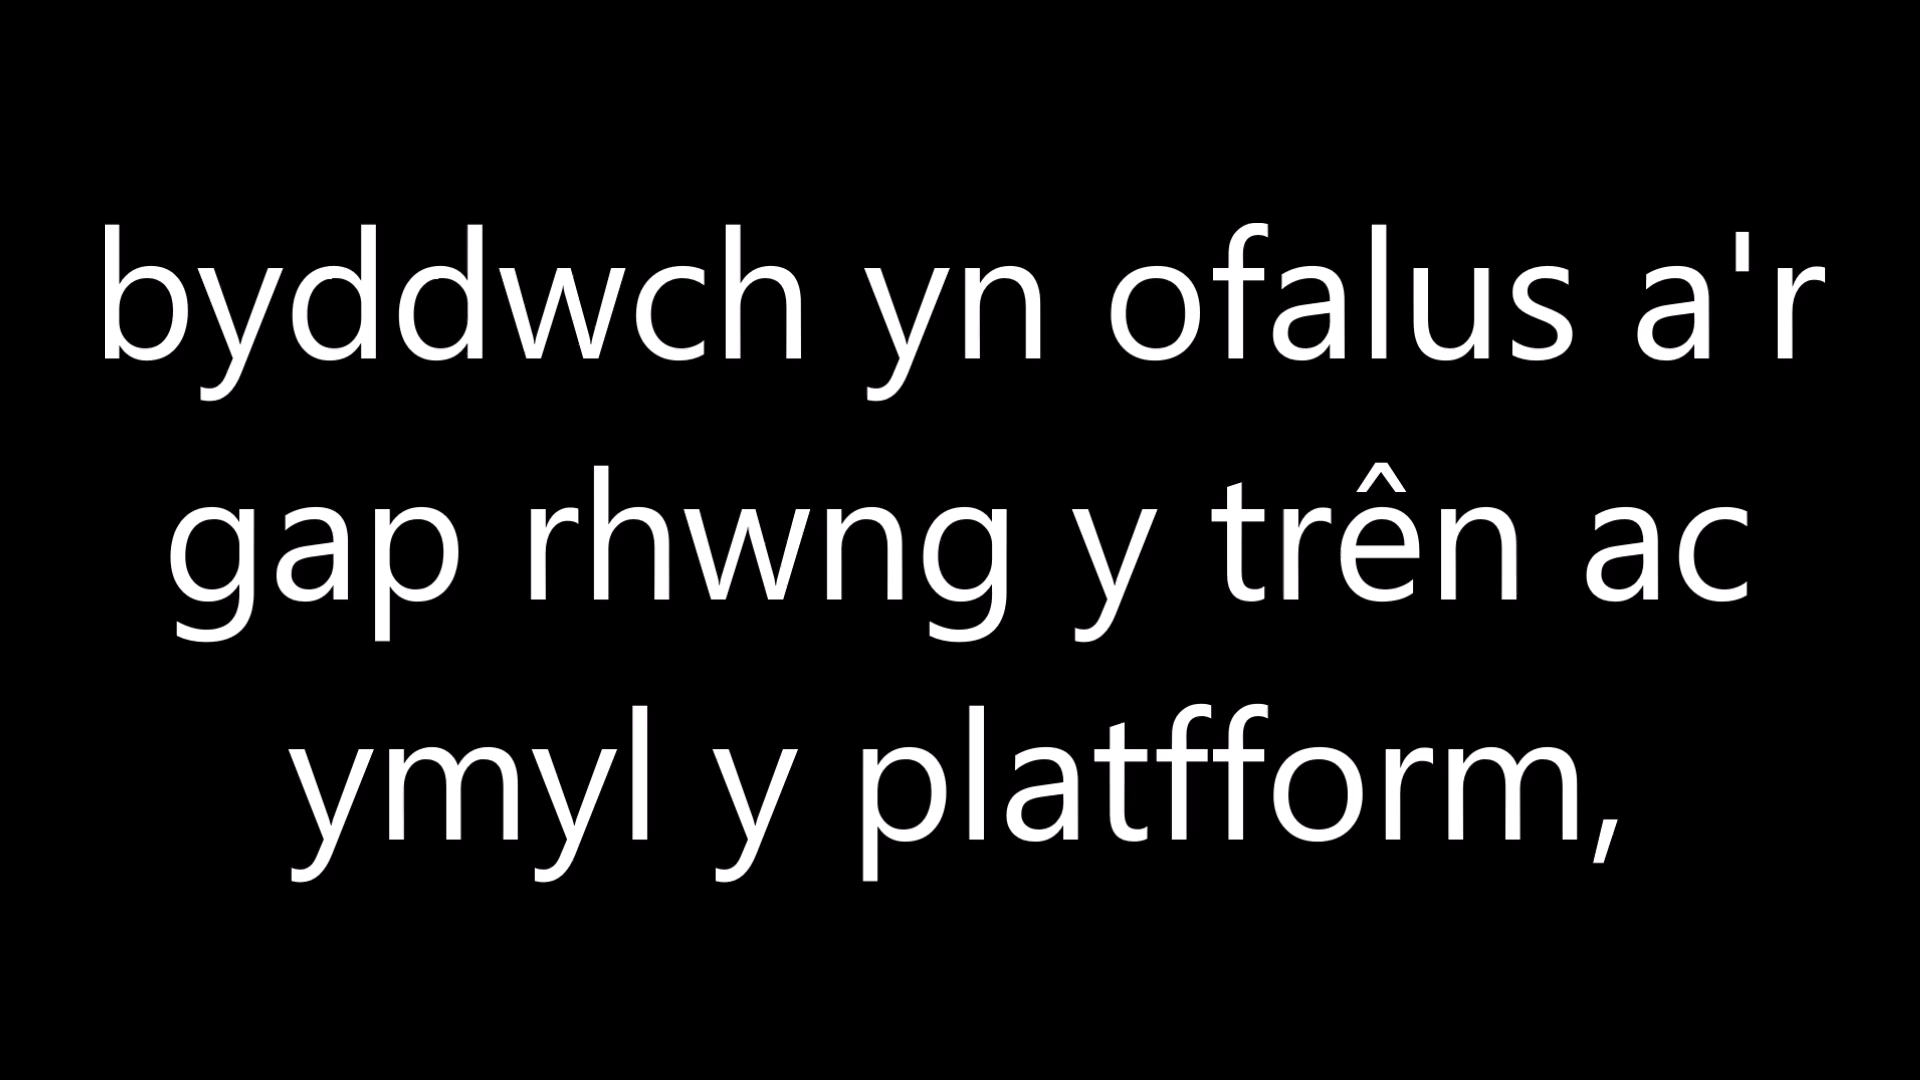 byddwch yn ofalus a'r
gap rhwng y trên ac
ymyl y platfform,